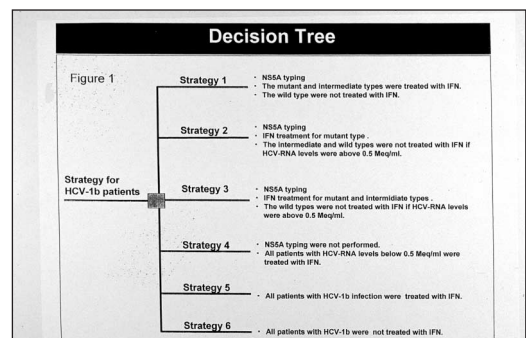 Decision Tree
Figure 1
Strategy 1
· NS5A typing
· The mutant and intermediate types were treated with IFN.
· The wild type were not treated with IFN.
Strategy 2
· NS5A typing
· IFN treatment for mutant type .
· The intermediate and wild types were not treated with IFN if
HCV-RNA levels were above 0.5 Meq/ml.
Strategy for
HCV-1b patients
Strategy 3
· NS5A typing
· IFN treatment for mutant and intermidiate types .
· The wild types were not treated with IFN if HCV-RNA levels
were above 0.5 Meq/ml.
Strategy 4
· NS5A typing were not performed.
· All patients with HCV-RNA levels below 0.5 Meq/ml were
treated with IFN.
Strategy 5
· All patients with HCV-1b infection were treated with IFN.
Strategy 6
· All patients with HCV-1b were not treated with IFN.